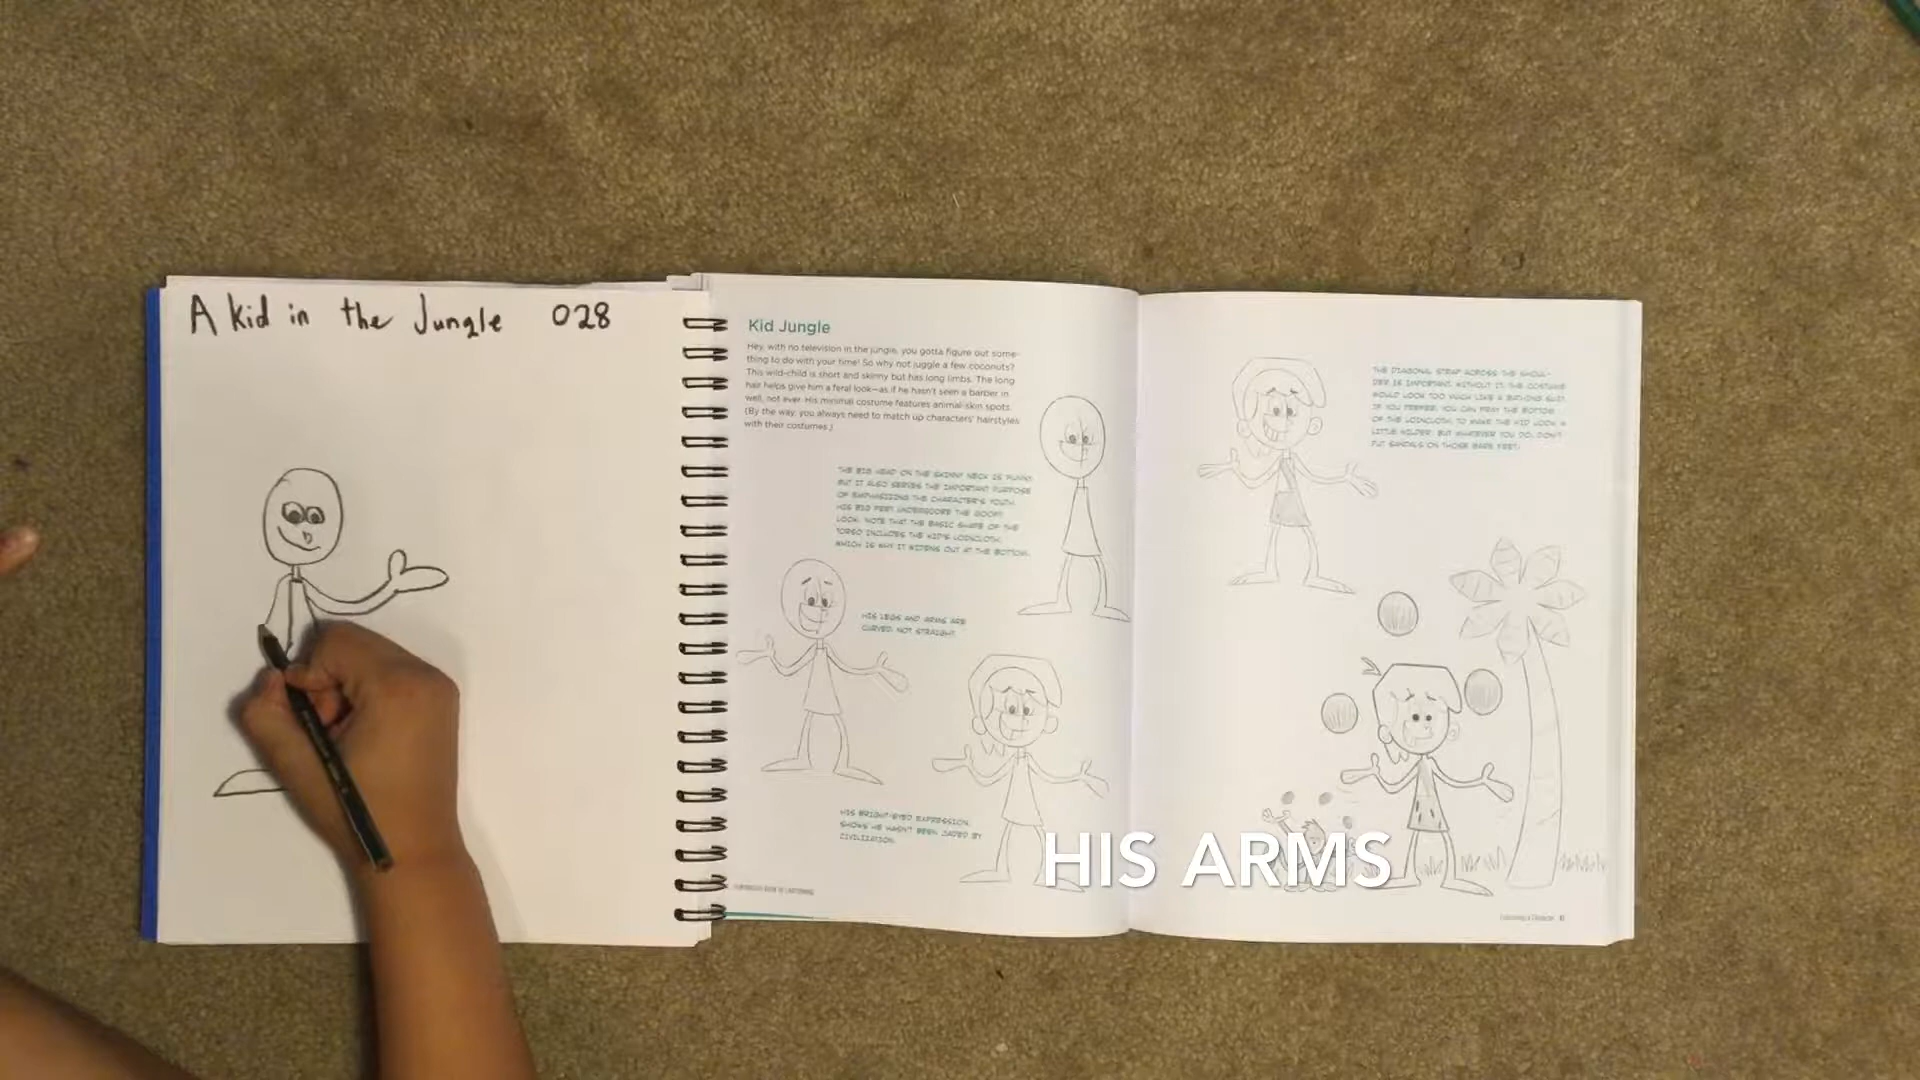 A kid in the Jungle 028
Kid Jungle
Hey, with no television in the jungle, you gotta figure out some-
thing to do with your time! So why not juggle a few coconuts?
This wild-child is short and skinny but has long limbs. The long
hair helps give him a feral look—as if he hasn't seen a barber in
well, not ever. His minimal costume features animal-skin spots.
(By the way, you always need to match up characters' hairstyles
with their costumes.)
THE BIG HEAD ON THE SKINNY NECK IS FUNNY,
BUT IT ALSO SERVES THE IMPORTANT PURPOSE
OF EMPHASIZING THE CHARACTER'S YOUTH.
HIS BIG FEET UNDERSCORE THE GOOFY
LOOK. NOTE THAT THE BASIC SHAPE OF THE
TORSO INCLUDES THE KID'S LOINCLOTH,
WHICH IS WHY IT WIDENS OUT AT THE BOTTOM.
HIS LEGS AND ARMS ARE
CURVED, NOT STRAIGHT.
HIS BRIGHT-EYED EXPRESSION
SHOWS HE HASN'T BEEN JADED BY
CIVILIZATION.
THE DIAGONAL STRAP ACROSS THE SHOUL-
DER IS IMPORTANT. WITHOUT IT, THE COSTUME
WOULD LOOK TOO MUCH LIKE A BATHING SUIT.
IF YOU PREFER, YOU CAN FRAY THE BOTTOM
OF THE LOINCLOTH, TO MAKE THE KID LOOK A
LITTLE WILDER. BUT WHATEVER YOU DO, DON'T
PUT SANDALS ON THOSE BARE FEET!
HIS ARMS